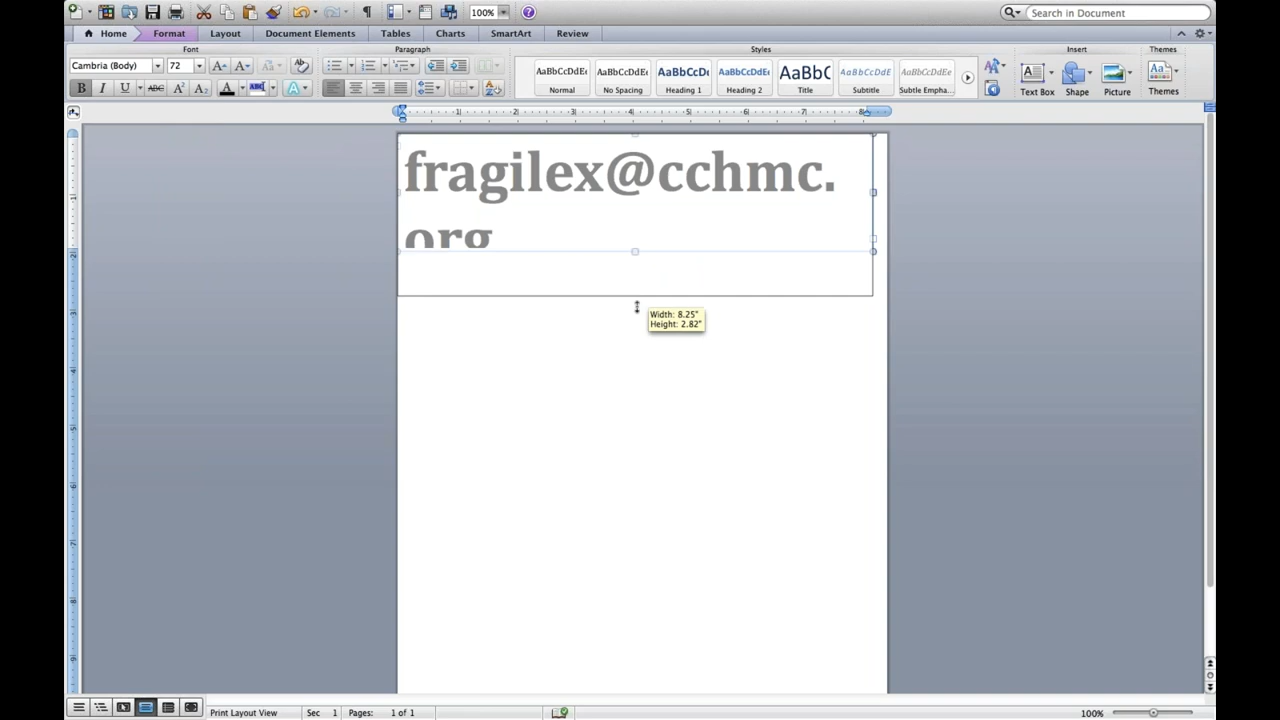 100%
Search in Document
Home
Format
Layout
Document Elements
Tables
Charts
SmartArt
Review
Font
Paragraph
Styles
Insert
Themes
Cambria (Body)
72
AaBbCcDdEe
AaBbCcDdEe
AaBbCcDc
AaBbCcDdEe
AaBbC
AaBbCcDdE
AaBbCcDdEe
Normal
No Spacing
Heading 1
Heading 2
Title
Subtitle
Subtle Empha...
Text Box
Shape
Picture
Themes
fragilex@cchmc.
org
Width: 8.25"
Height: 2.82"
Print Layout View
Sec 1
Pages: 1 of 1
100%